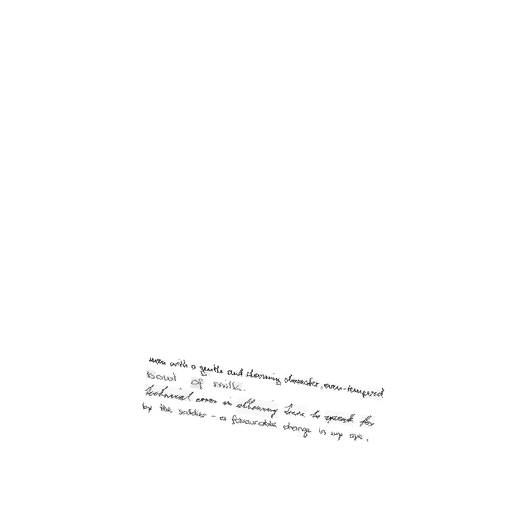 man with a gentle and charming character, even-tempered
bowl of milk.
technical error in allowing time to speak for
by the soldier - a favourable change in my eye,